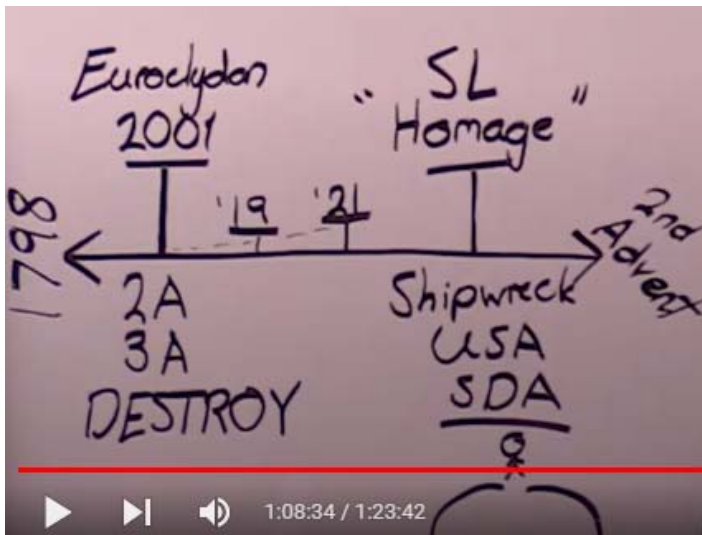 Euroclydon
2001
" SL "
Homage
'19
'21
1798
2nd
Advent
2A
3A
DESTROY
Shipwreck
USA
SDA
1:08:34 / 1:23:42